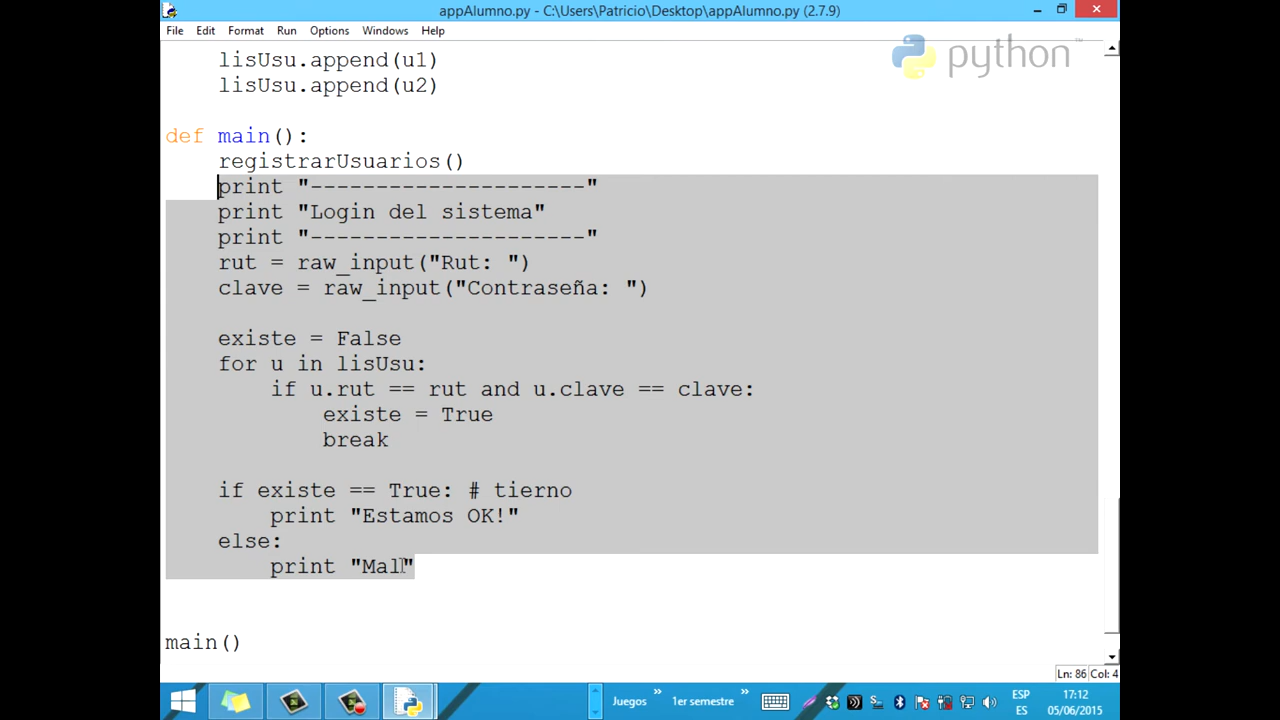 appAlumno.py - C:\Users\Patricio\Desktop\appAlumno.py (2.7.9)
File Edit Format Run Options Windows Help
python™
lisUsu.append(u1)
lisUsu.append(u2)
def main():
registrarUsuarios()
print "---------------------"
print "Login del sistema"
print "---------------------"
rut = raw_input("Rut: ")
clave = raw_input("Contraseña: ")
existe = False
for u in lisUsu:
if u.rut == rut and u.clave == clave:
existe = True
break
if existe == True: # tierno
print "Estamos OK!"
else:
print "Mal"
main()
Ln: 86 Col: 4
Juegos » 1er semestre » ESP 17:12
ES 05/06/2015